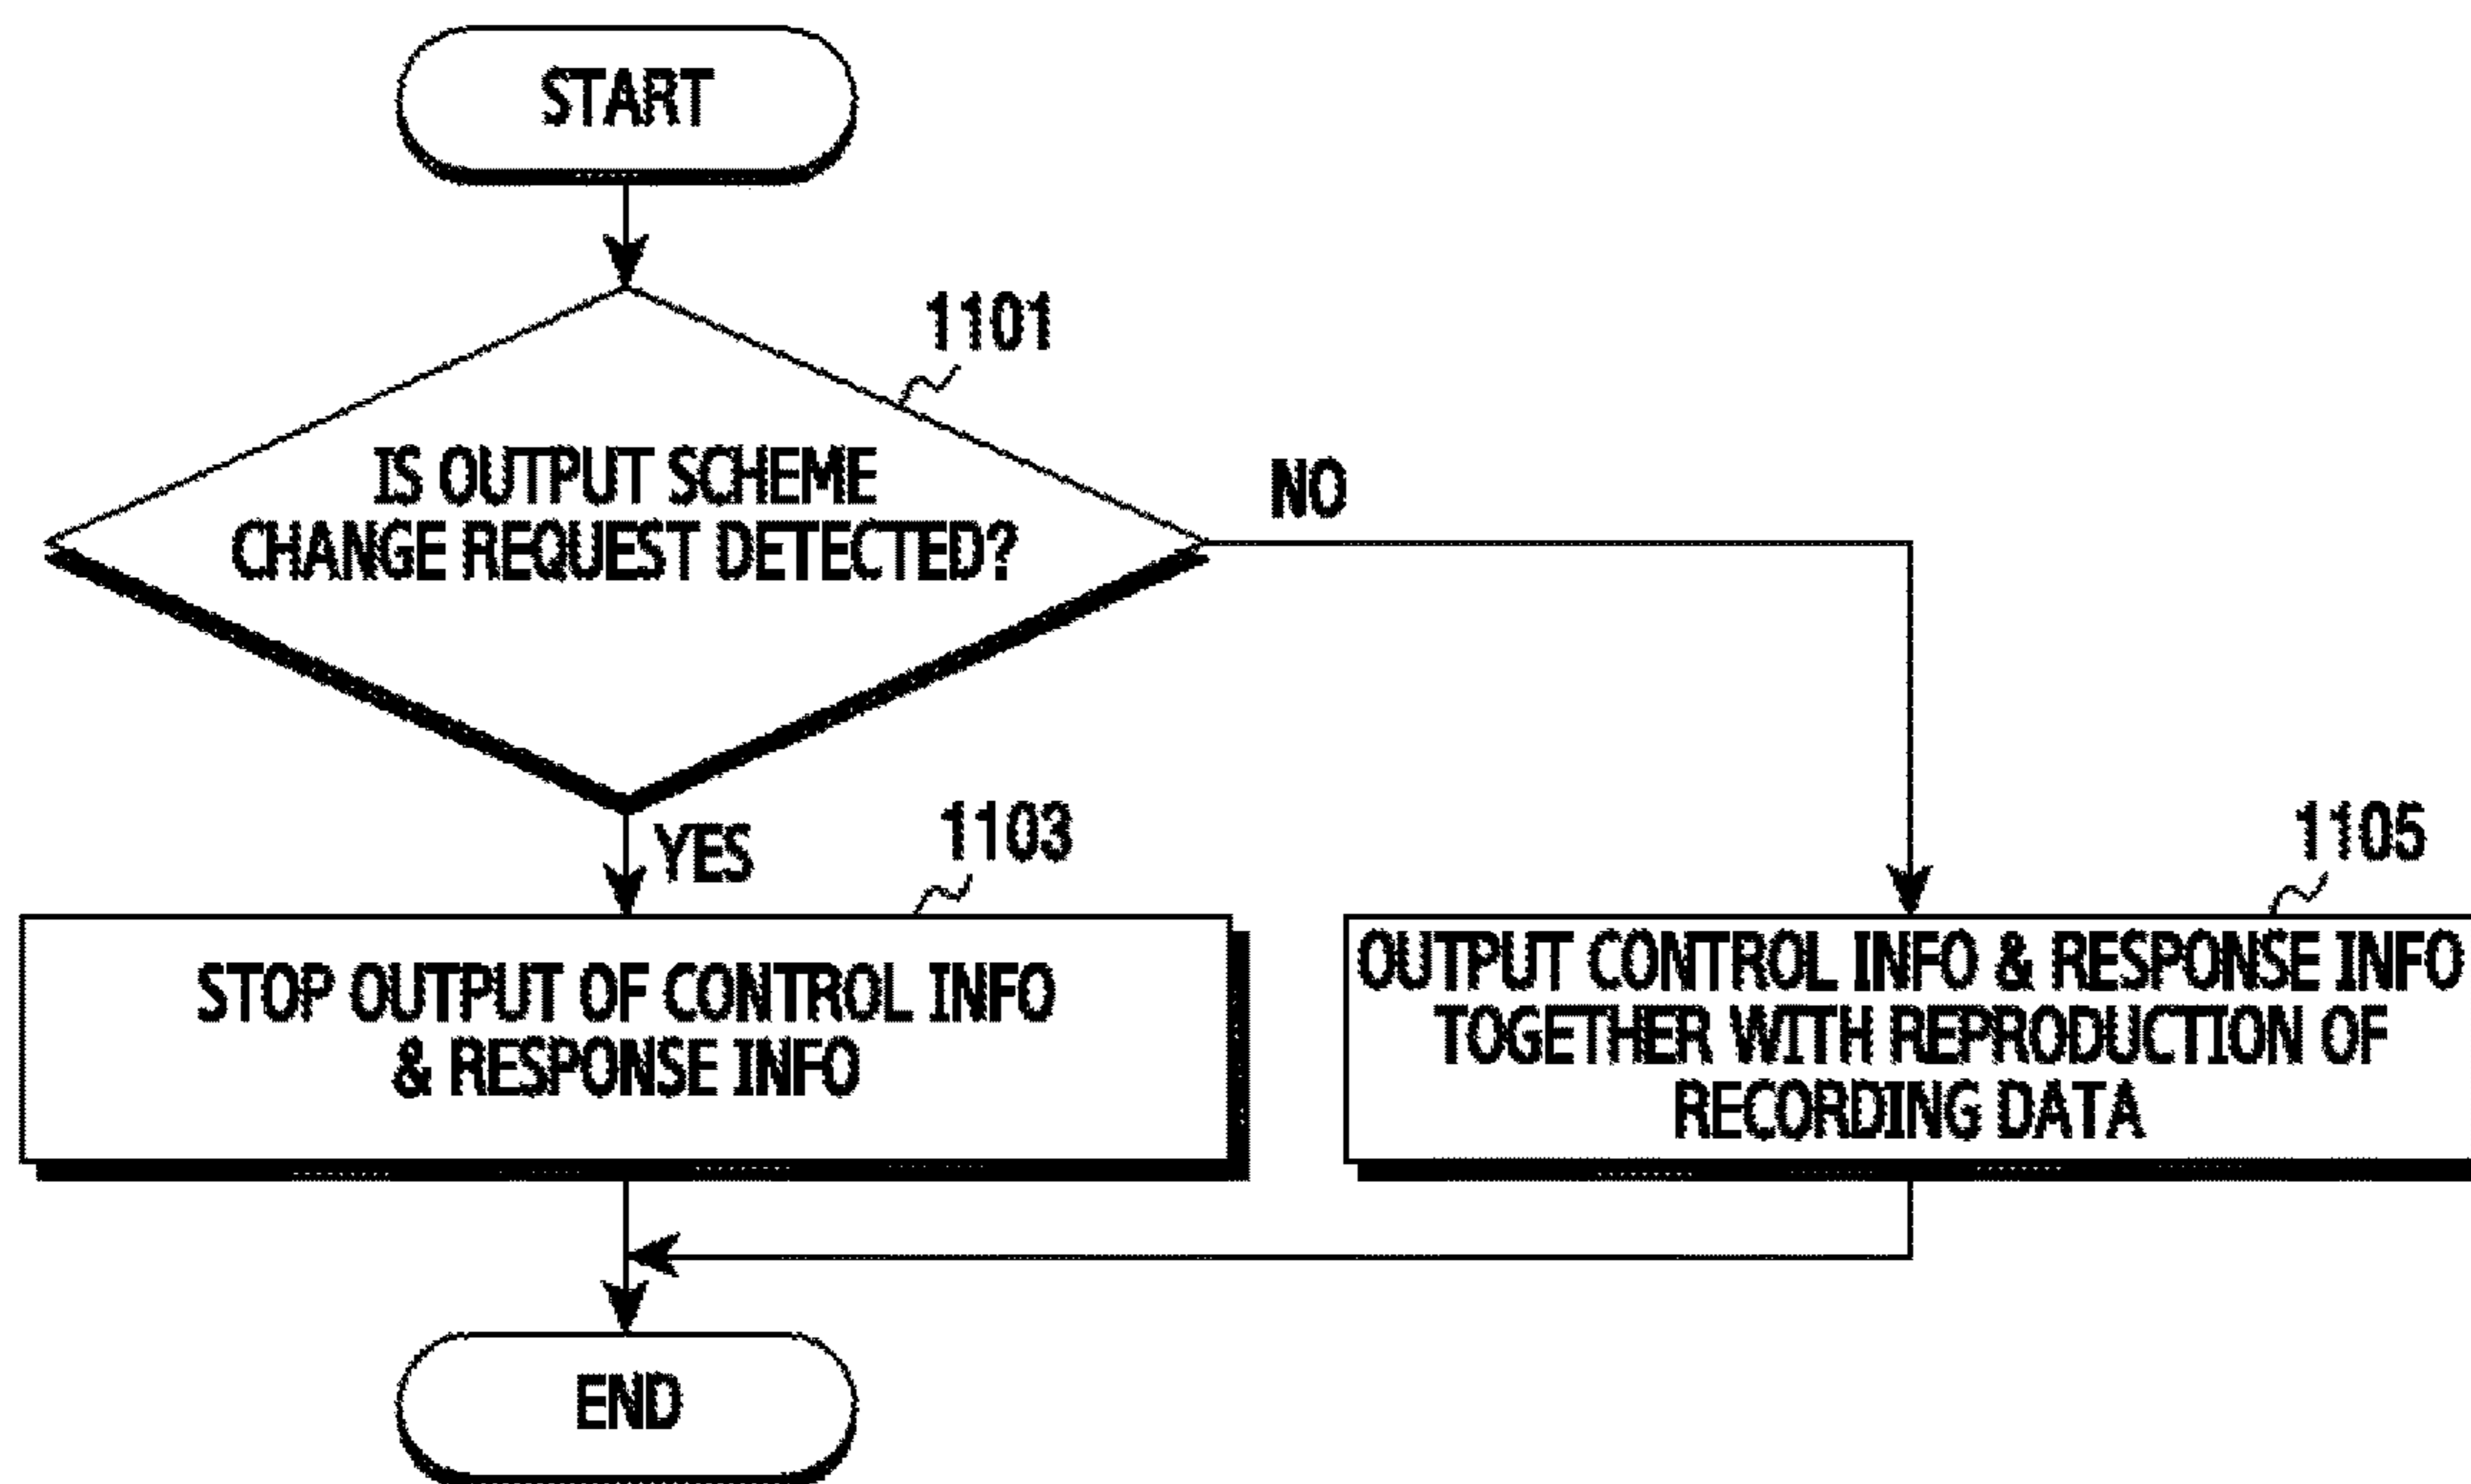 START
1101
IS OUTPUT SCHEME
CHANGE REQUEST DETECTED?
NO
YES
1103
STOP OUTPUT OF CONTROL INFO
& RESPONSE INFO
1105
OUTPUT CONTROL INFO & RESPONSE INFO
TOGETHER WITH REPRODUCTION OF
RECORDING DATA
END